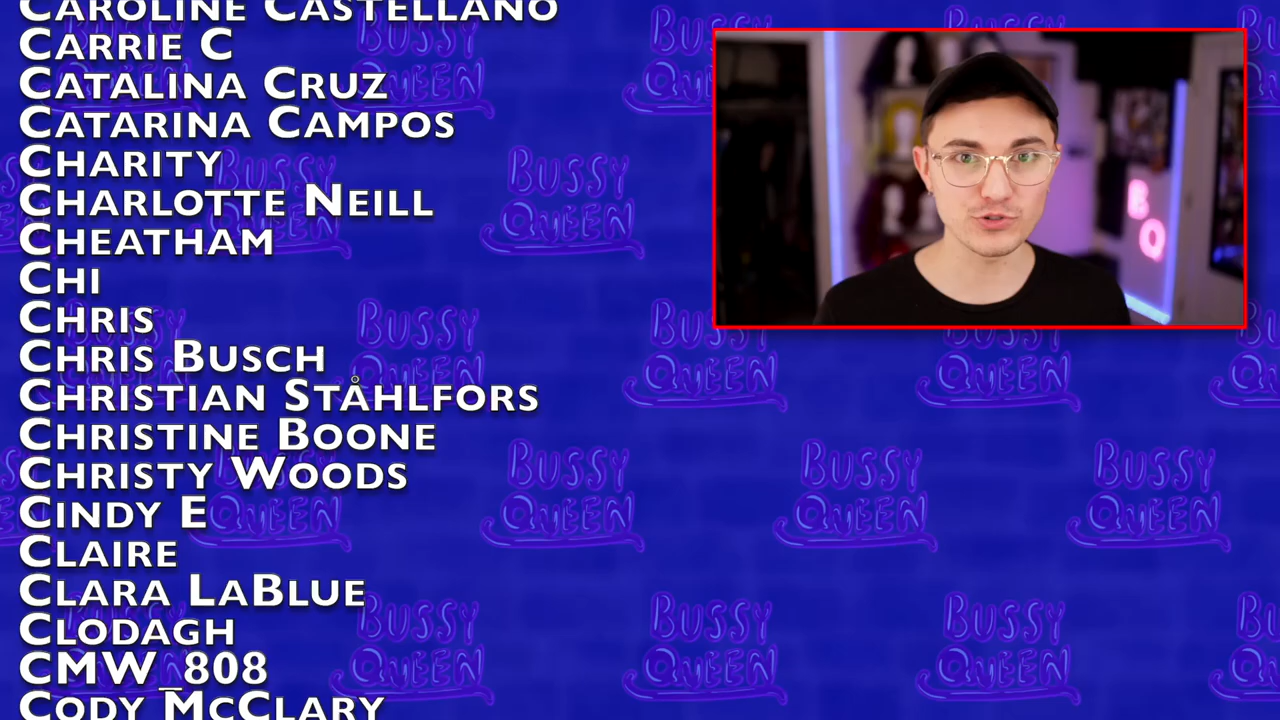 CAROLINE CASTELLANO
CARRIE C
CATALINA CRUZ
CATARINA CAMPOS
CHARITY
CHARLOTTE NEILL
CHEATHAM
CHI
CHRIS
CHRIS BUSCH
CHRISTIAN STÅHLFORS
CHRISTINE BOONE
CHRISTY WOODS
CINDY E
CLAIRE
CLARA LABLUE
CLODAGH
CMW_808
CODY MCCLARY
BUSSY
QUEEN
B
Q